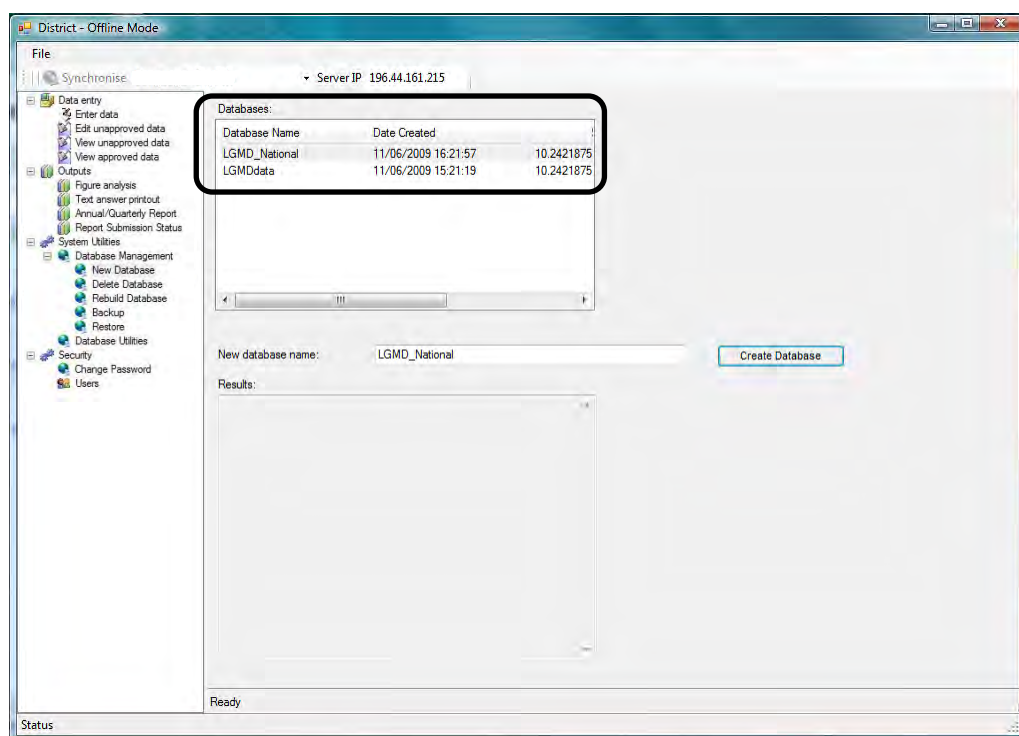 District - Offline Mode
File
Synchronise Server IP 196.44.161.215
Data entry
Enter data
Edit unapproved data
View unapproved data
View approved data
Outputs
Figure analysis
Text answer printout
Annual/Quarterly Report
Report Submission Status
System Utilities
Database Management
New Database
Delete Database
Rebuild Database
Backup
Restore
Database Utilities
Security
Change Password
Users
Databases:
Database Name Date Created
LGMD_National 11/06/2009 16:21:57 10.2421875
LGMDdata 11/06/2009 15:21:19 10.2421875
New database name: LGMD_National Create Database
Results:
Ready
Status